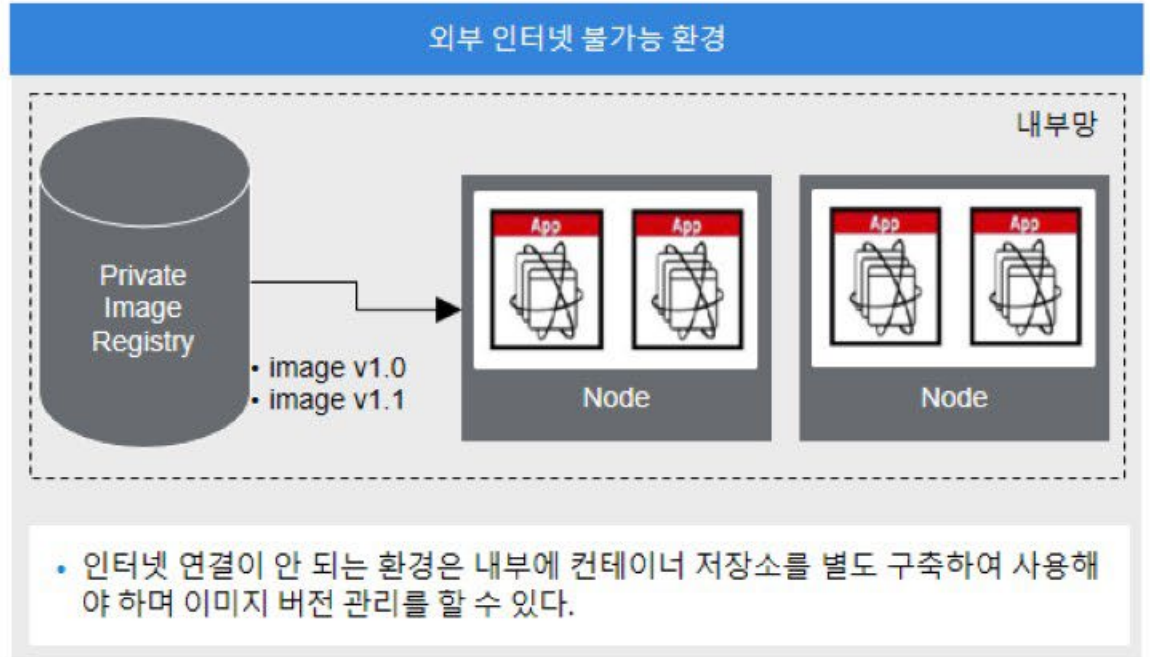 외부 인터넷 불가능 환경
내부망
Private
Image
Registry
• image v1.0
• image v1.1
App
App
Node
App
App
Node
• 인터넷 연결이 안 되는 환경은 내부에 컨테이너 저장소를 별도 구축하여 사용해
야 하며 이미지 버전 관리를 할 수 있다.